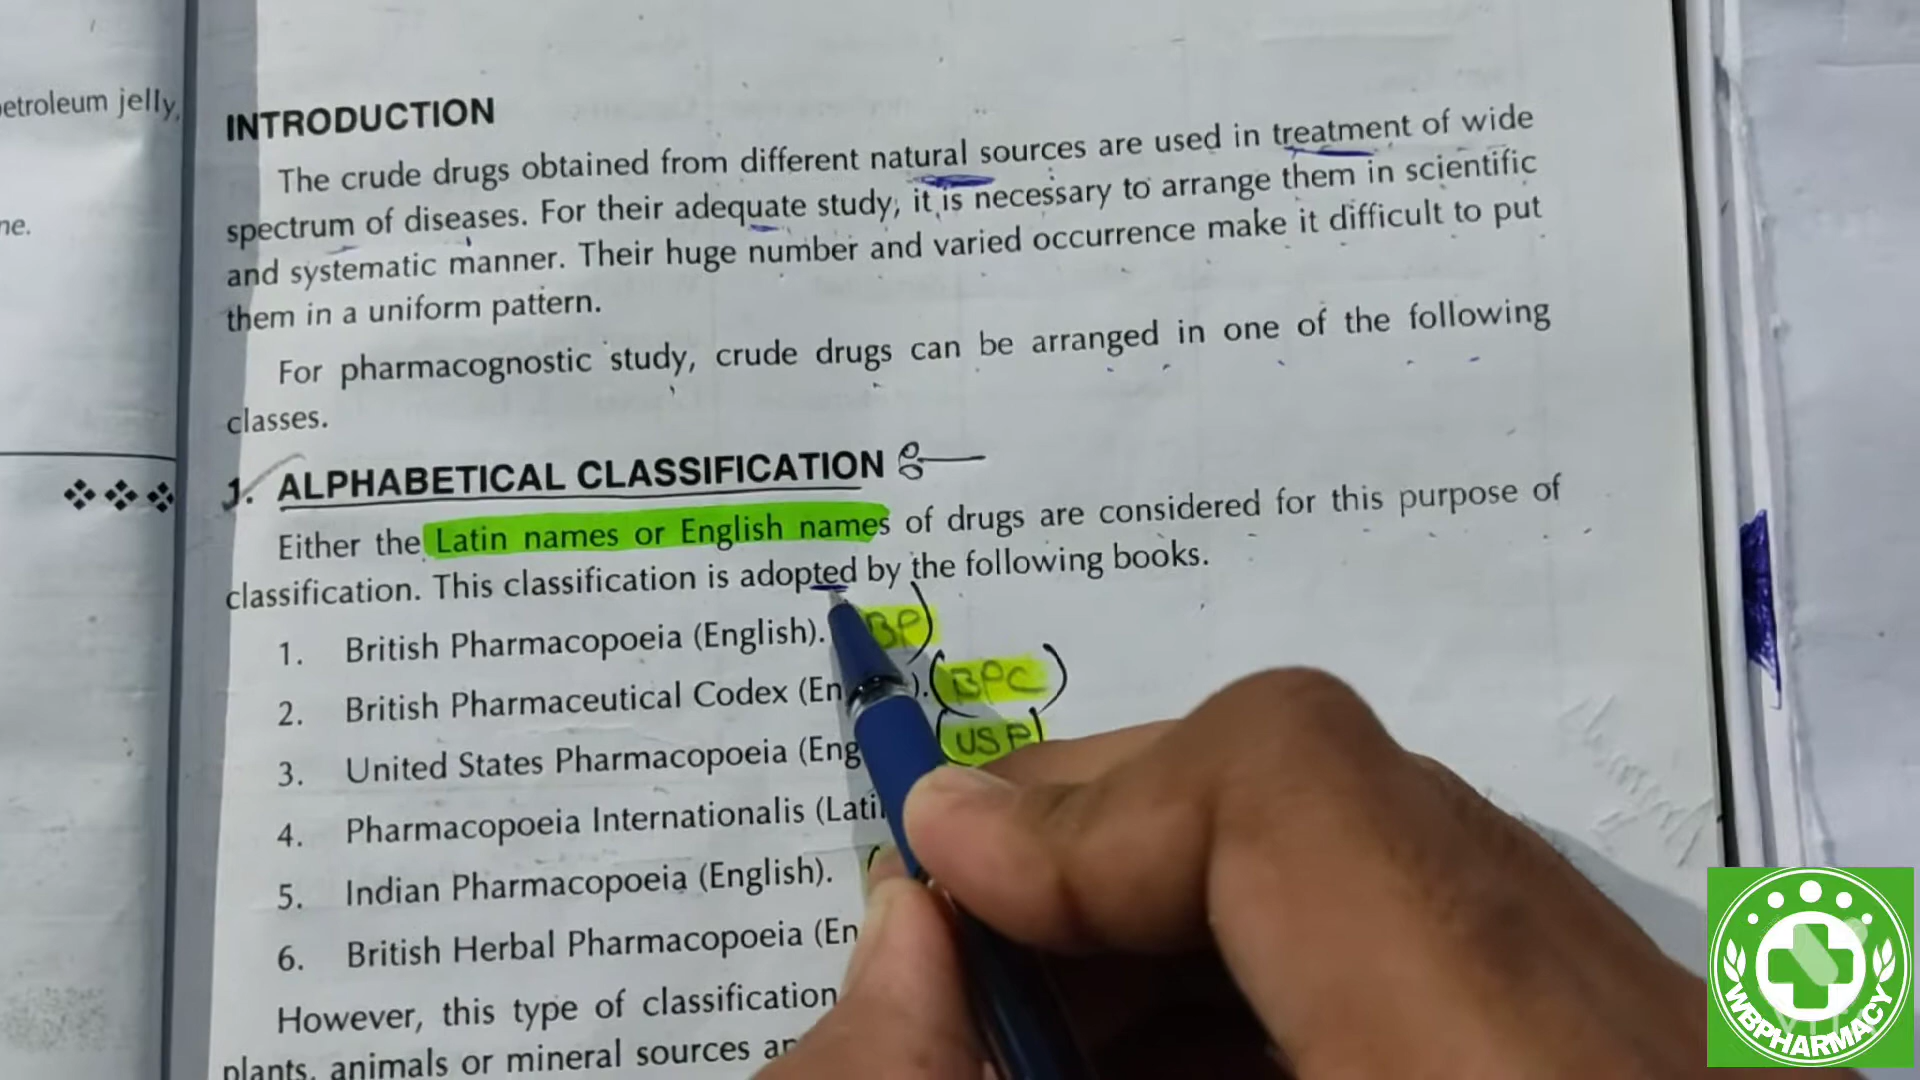 petroleum jelly,
ne.
INTRODUCTION
The crude drugs obtained from different natural sources are used in treatment of wide
spectrum of diseases. For their adequate study, it is necessary to arrange them in scientific
and systematic manner. Their huge number and varied occurrence make it difficult to put
them in a uniform pattern.
For pharmacognostic study, crude drugs can be arranged in one of the following
classes.
1. ALPHABETICAL CLASSIFICATION
Either the Latin names or English names of drugs are considered for this purpose of
classification. This classification is adopted by the following books.
1. British Pharmacopoeia (English). BP)
2. British Pharmaceutical Codex (En ). (BPC)
3. United States Pharmacopoeia (Eng (USP)
4. Pharmacopoeia Internationalis (Lati
5. Indian Pharmacopoeia (English). (
6. British Herbal Pharmacopoeia (En
However, this type of classification
plants, animals or mineral sources ar
WBPHARMACY